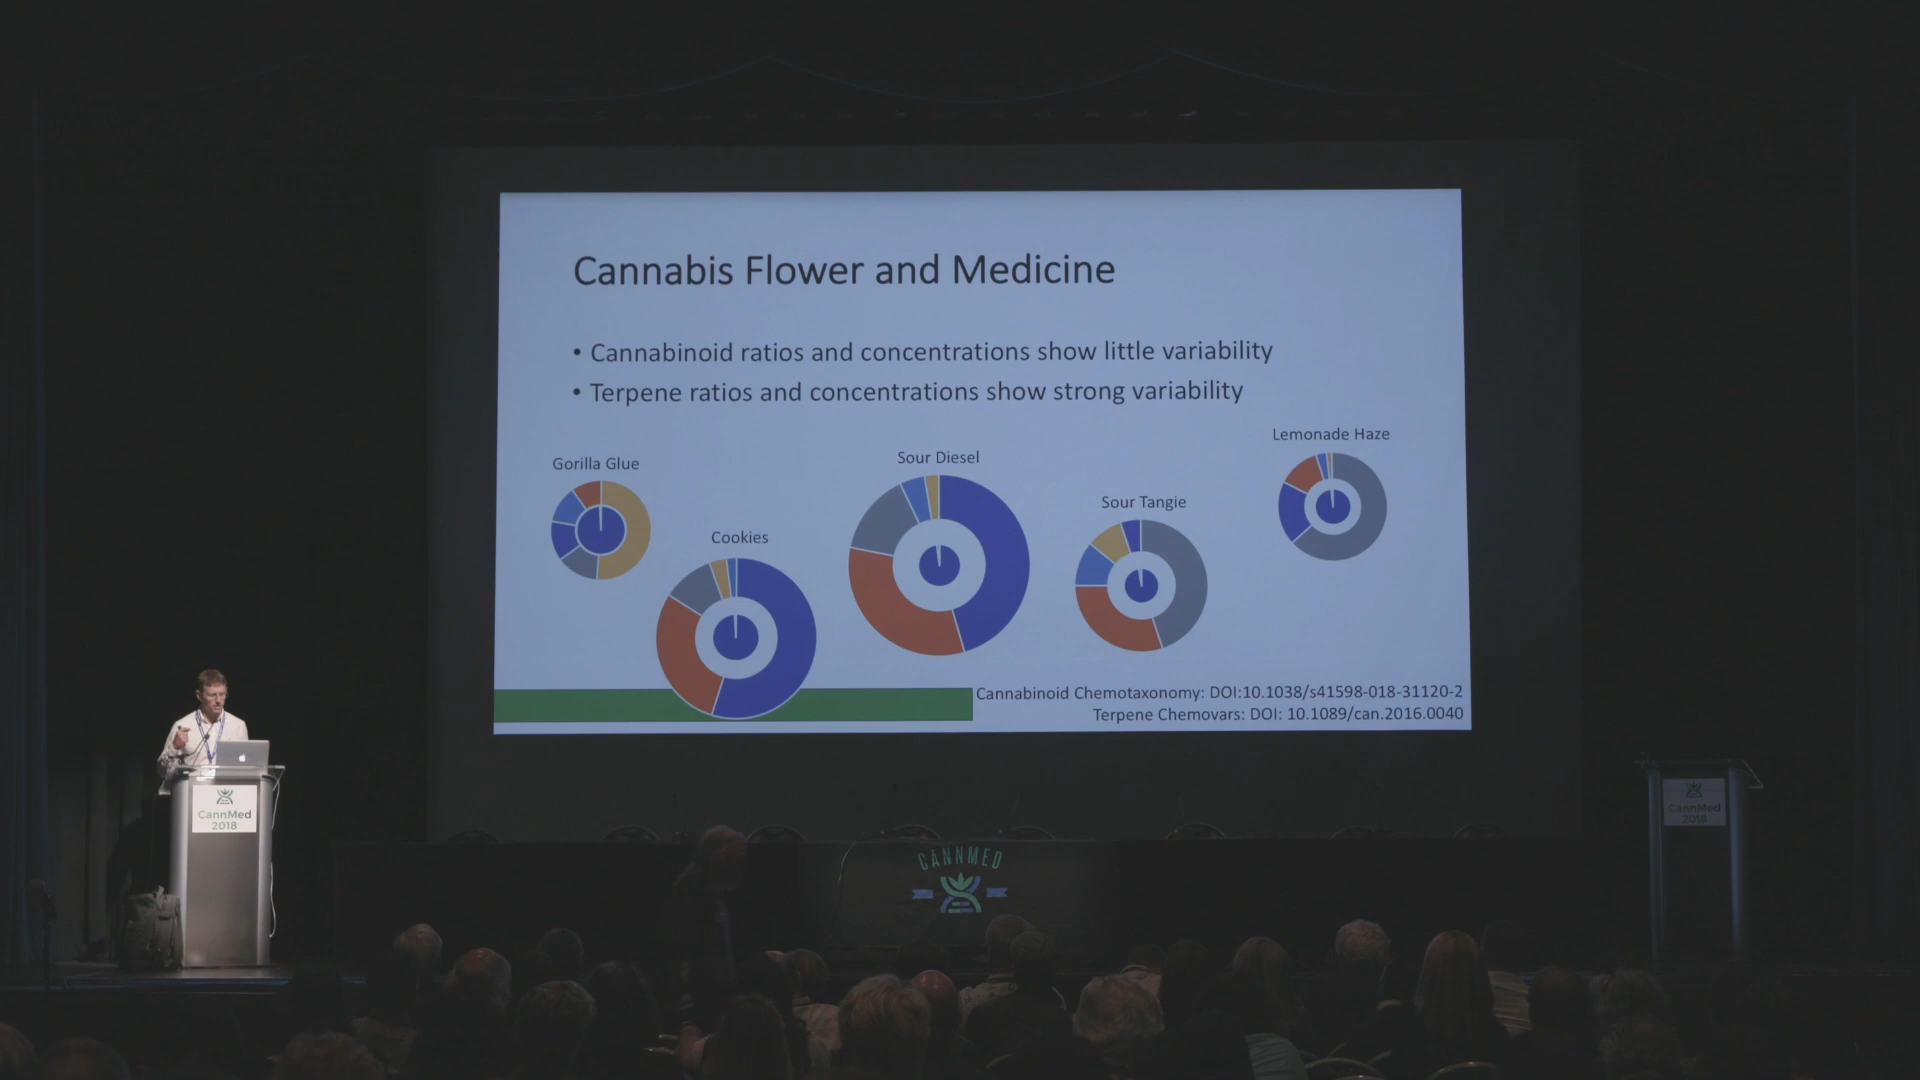 Cannabis Flower and Medicine
• Cannabinoid ratios and concentrations show little variability
• Terpene ratios and concentrations show strong variability
Gorilla Glue
Cookies
Sour Diesel
Sour Tangie
Lemonade Haze
Cannabinoid Chemotaxonomy: DOI:10.1038/s41598-018-31120-2
Terpene Chemovars: DOI: 10.1089/can.2016.0040
CannMed
2018
CANNMED
CannMed
2018